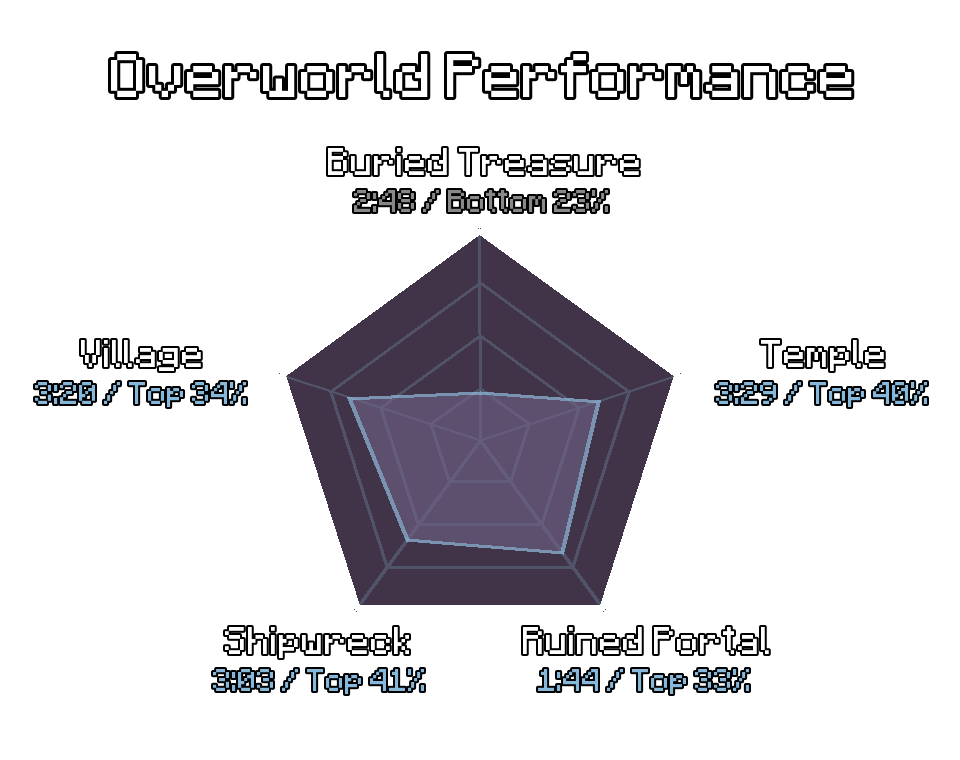 Overworld Performance
Buried Treasure
2:48 / Bottom 23%
Village
3:20 / Top 34%
Temple
3:29 / Top 40%
Shipwreck
3:03 / Top 41%
Ruined Portal
1:44 / Top 33%